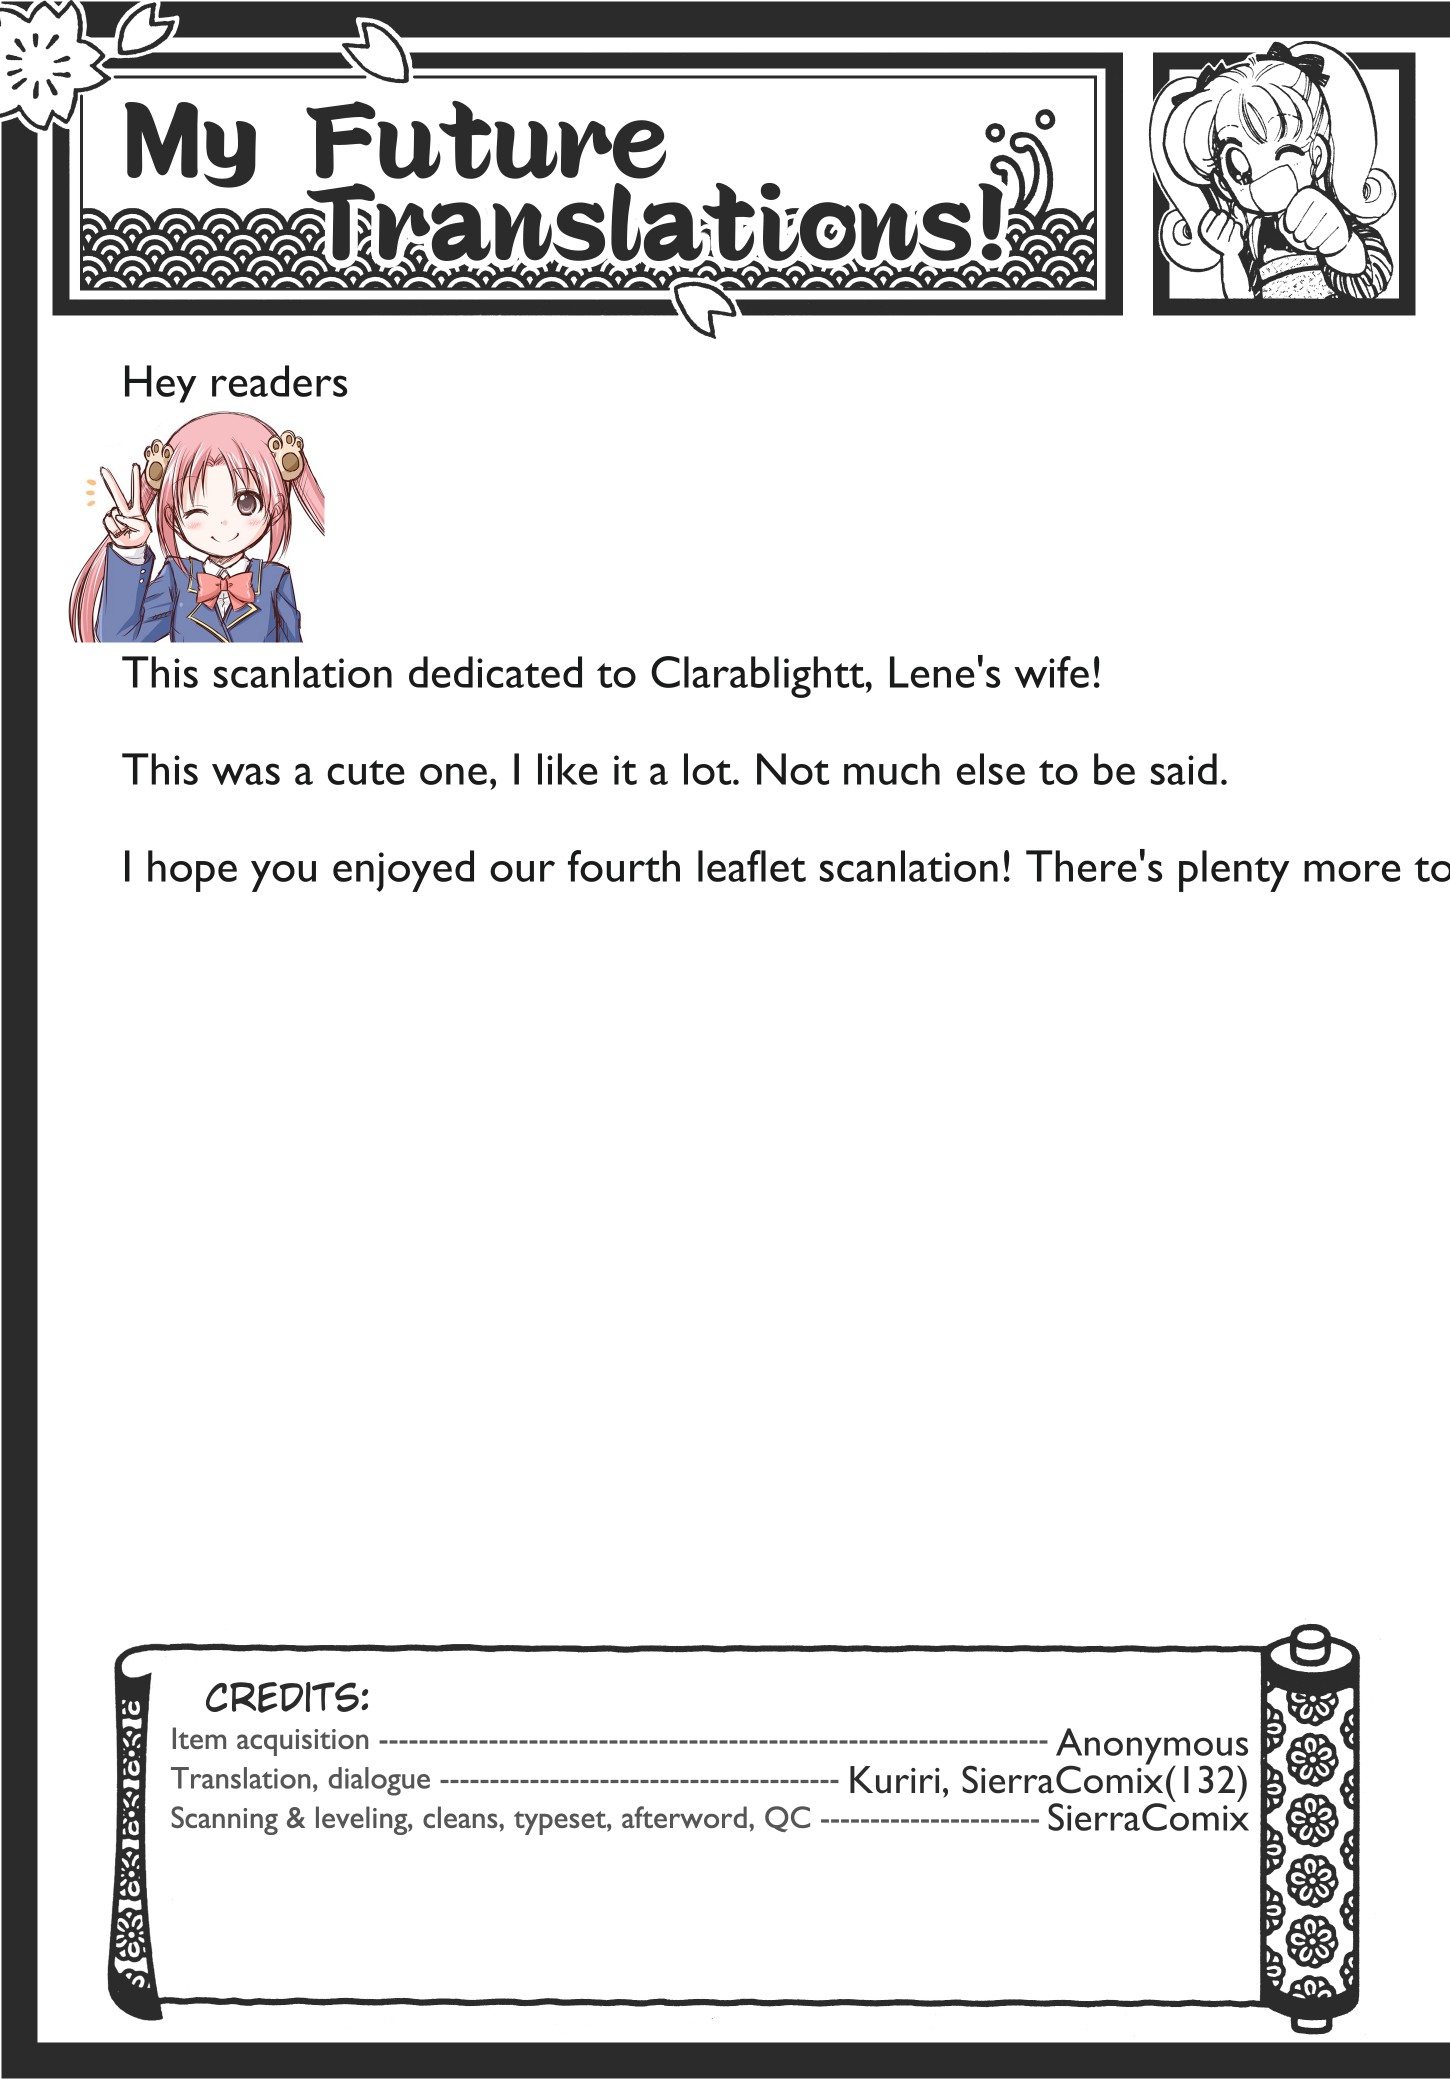 My Future
Translations!
Hey readers
This scanlation dedicated to Clarablightt, Lene's wife!
This was a cute one, I like it a lot. Not much else to be said.
I hope you enjoyed our fourth leaflet scanlation! There's plenty more to
CREDITS:
Item acquisition ------------------------------------------------------------------- Anonymous
Translation, dialogue ---------------------------------------- Kuriri, SierraComix(132)
Scanning & leveling, cleans, typeset, afterword, QC ---------------------- SierraComix